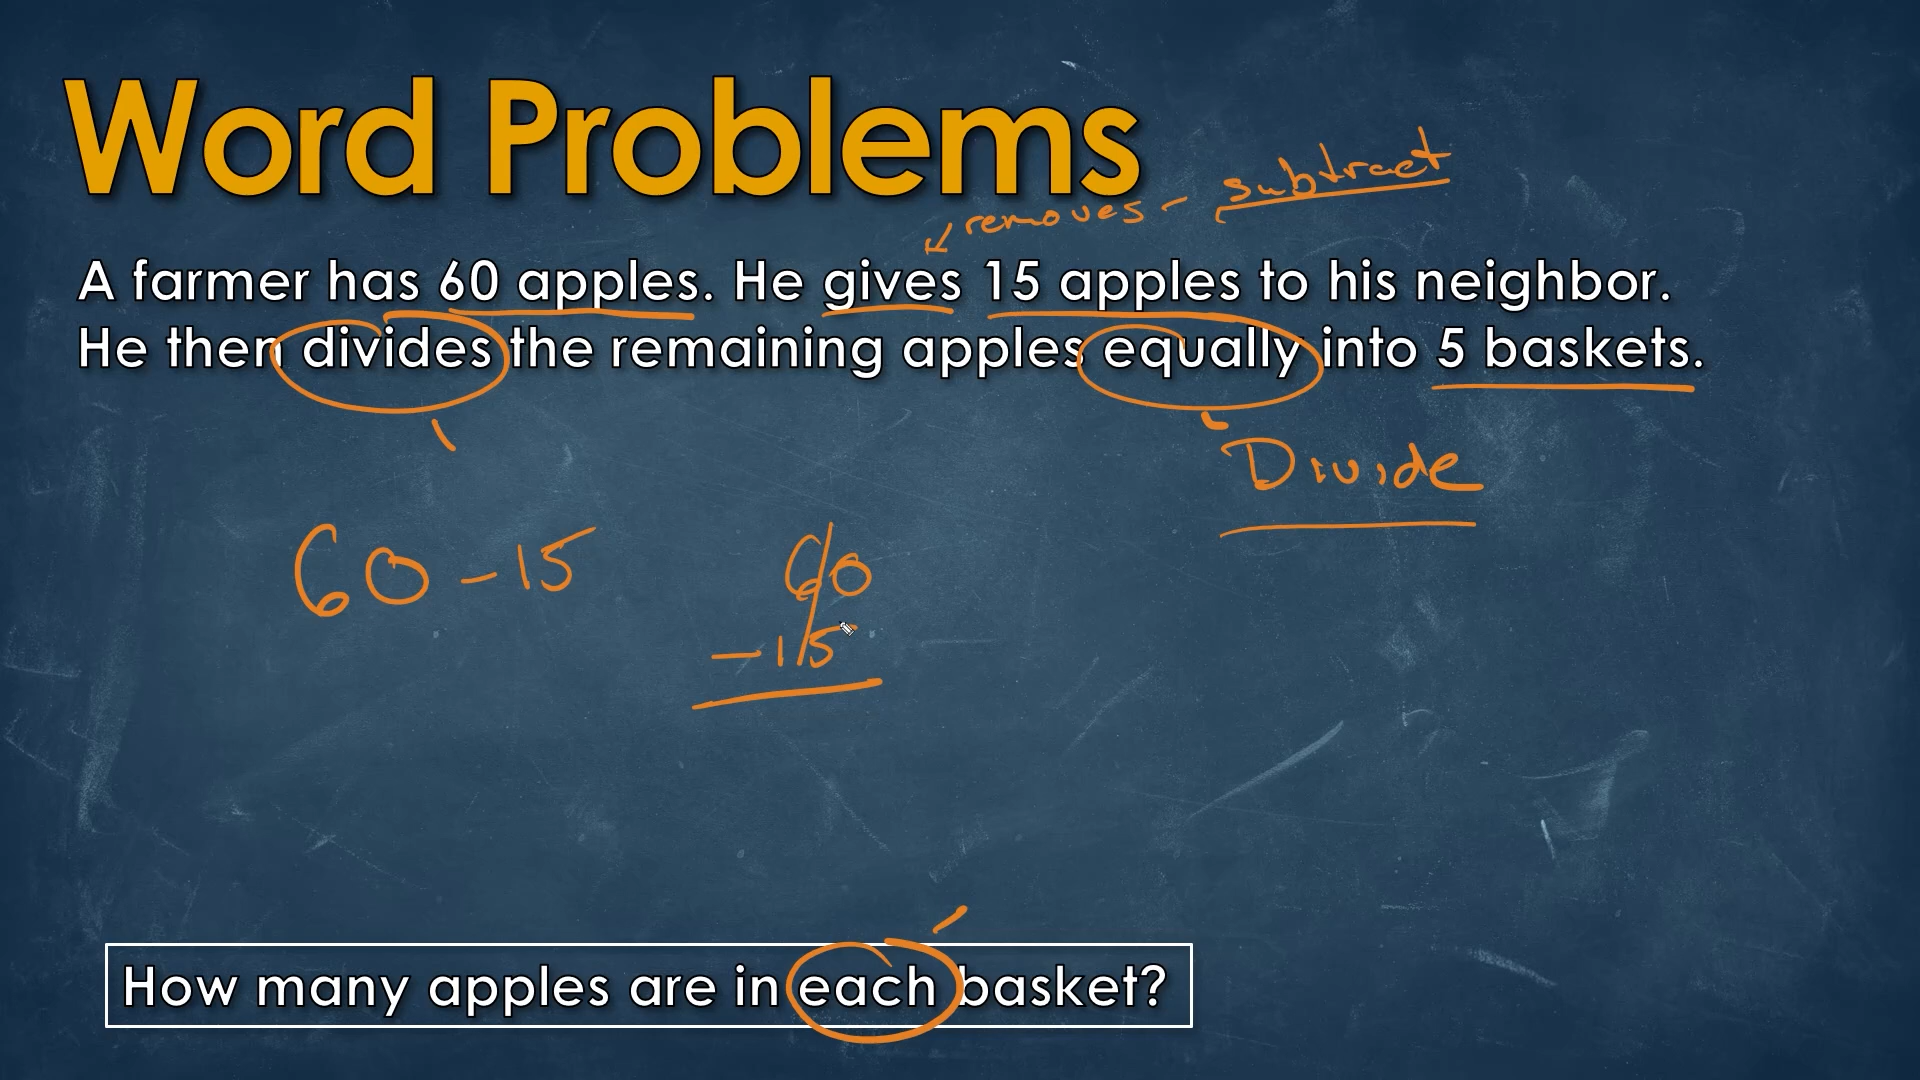 Word Problems
removes - subtract
A farmer has 60 apples. He gives 15 apples to his neighbor.
He then divides the remaining apples equally into 5 baskets.
Divide
60 - 15
60
- 15
How many apples are in each basket?